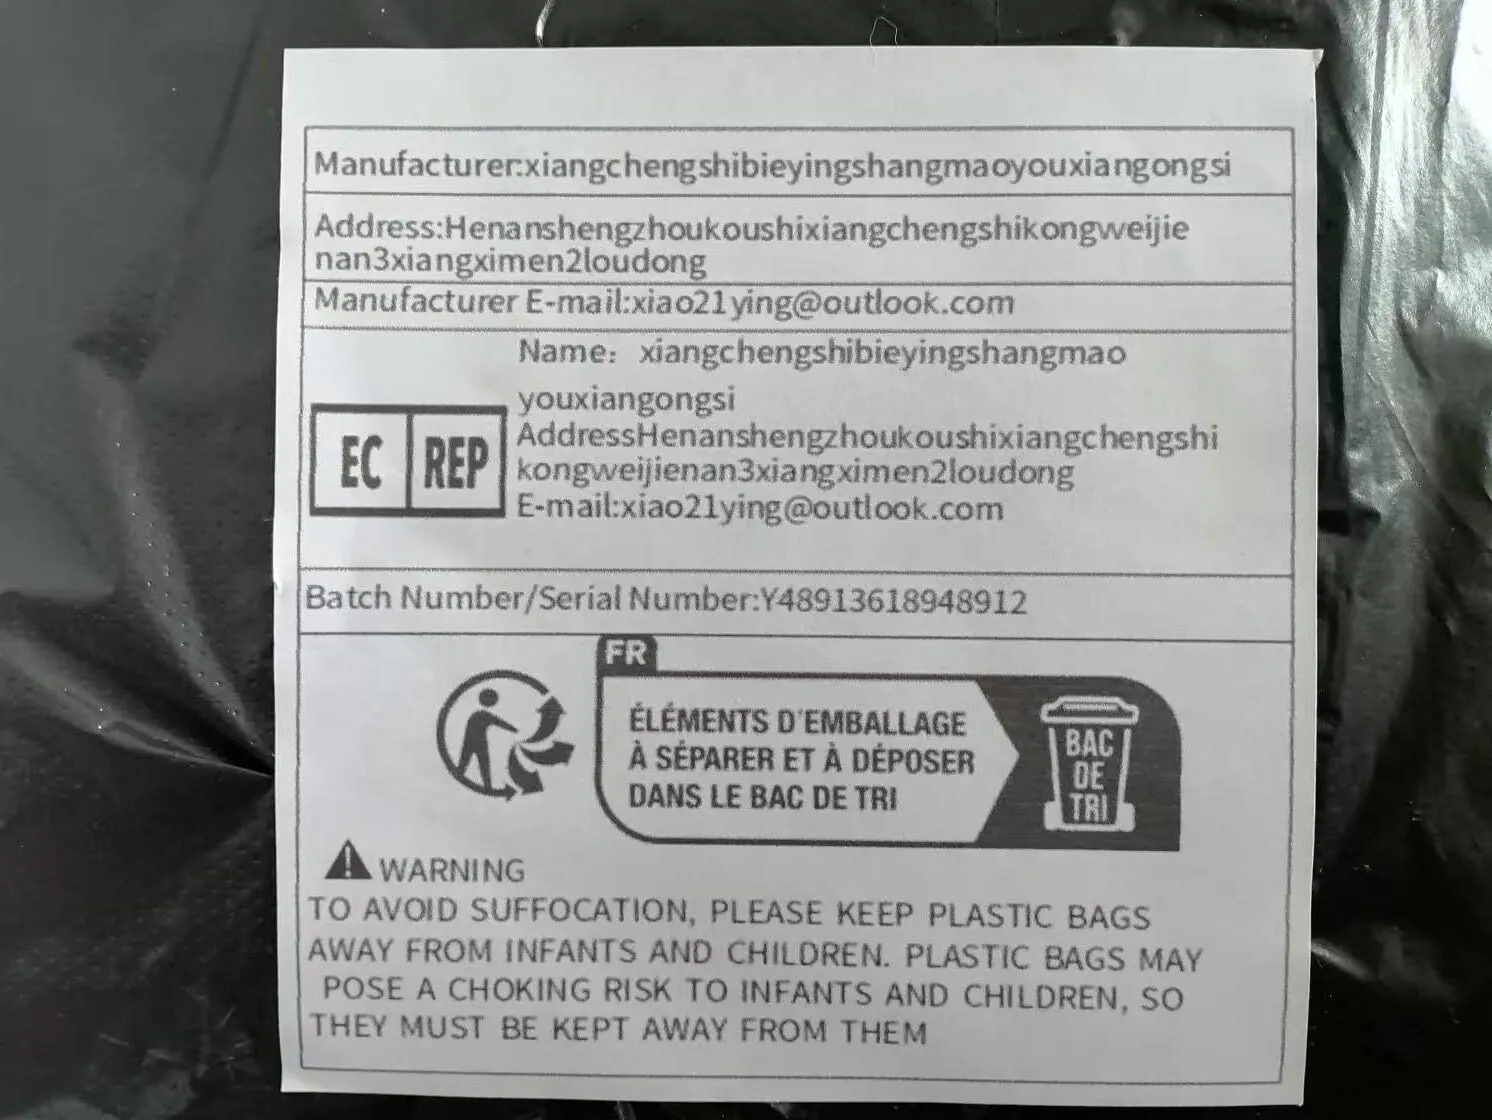 Manufacturer:xiangchengshibieyingshangmaoyouxiangongsi
Address:Henanshengzhoukoushixiangchengshikongweijie
nan3xiangximen2loudong
Manufacturer E-mail:xiao21ying@outlook.com
Name：xiangchengshibieyingshangmao
youxiangongsi
EC REP
AddressHenanshengzhoukoushixiangchengshi
kongweijienan3xiangximen2loudong
E-mail:xiao21ying@outlook.com
Batch Number/Serial Number:Y48913618948912
FR
ÉLÉMENTS D'EMBALLAGE
À SÉPARER ET À DÉPOSER
DANS LE BAC DE TRI
BAC
DE
TRI
WARNING
TO AVOID SUFFOCATION, PLEASE KEEP PLASTIC BAGS
AWAY FROM INFANTS AND CHILDREN. PLASTIC BAGS MAY
POSE A CHOKING RISK TO INFANTS AND CHILDREN, SO
THEY MUST BE KEPT AWAY FROM THEM